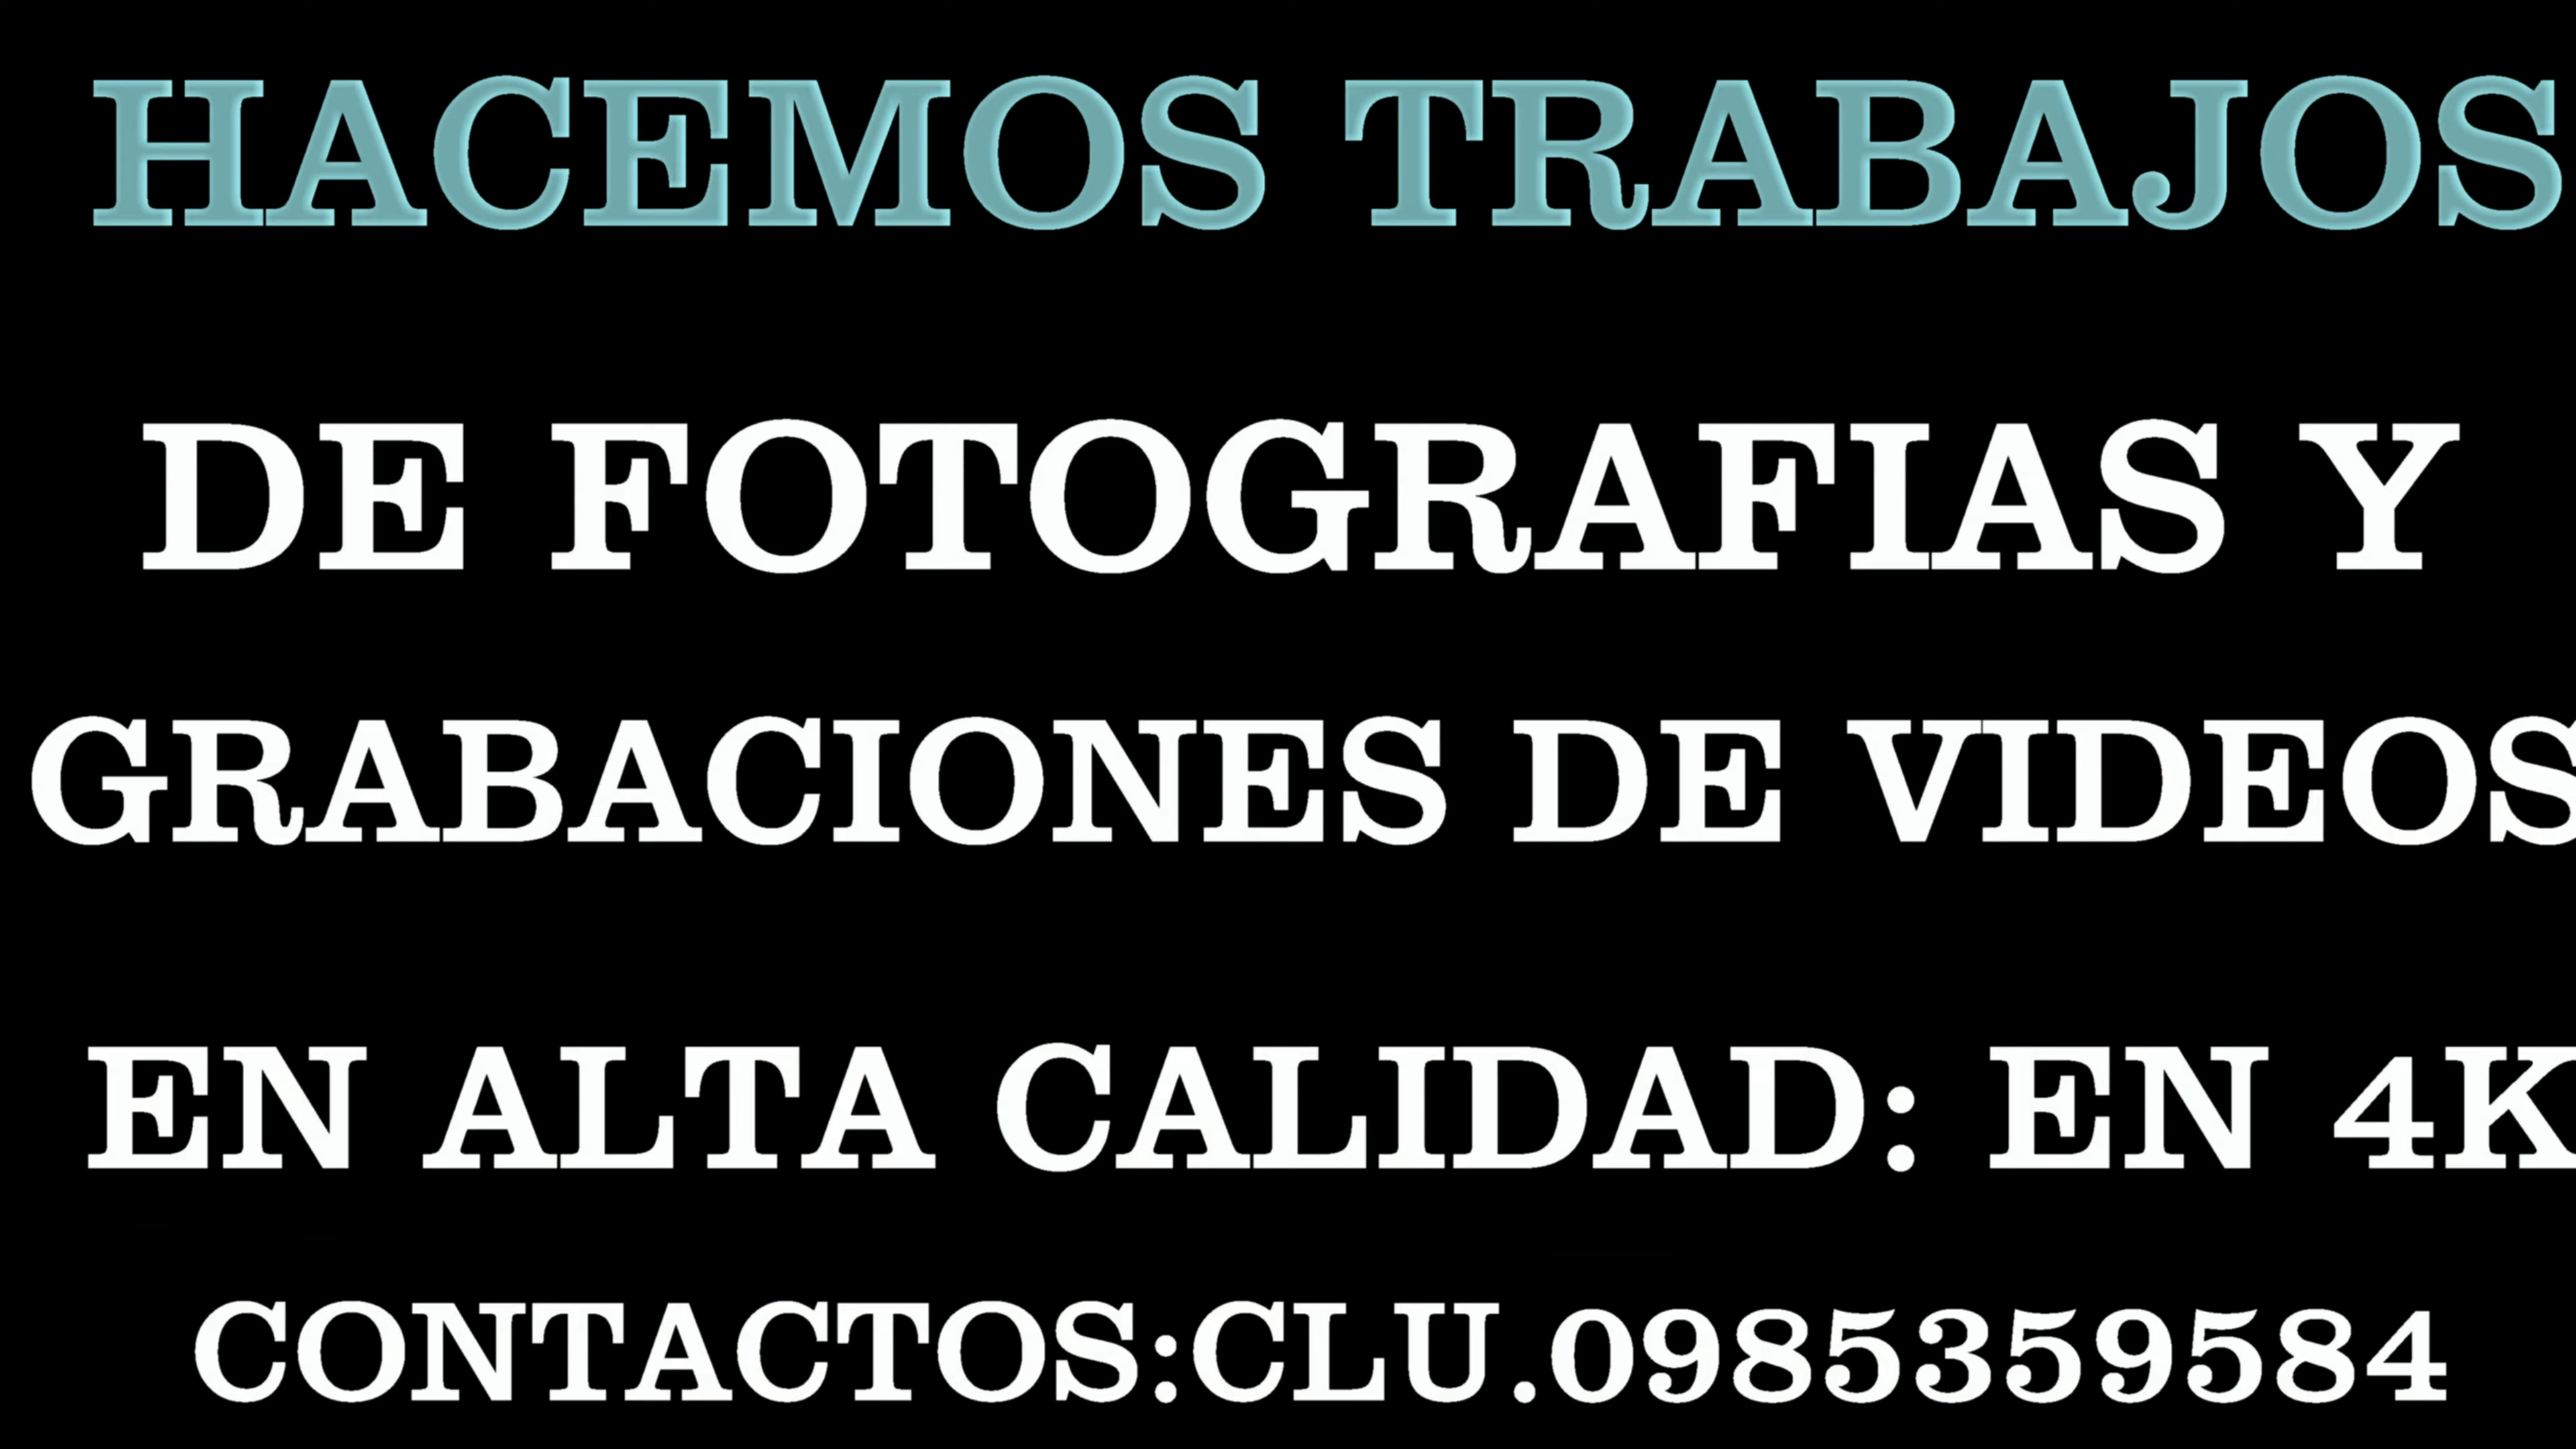 HACEMOS TRABAJOS
DE FOTOGRAFIAS Y
GRABACIONES DE VIDEOS
EN ALTA CALIDAD: EN 4K
CONTACTOS:CLU.0985359584